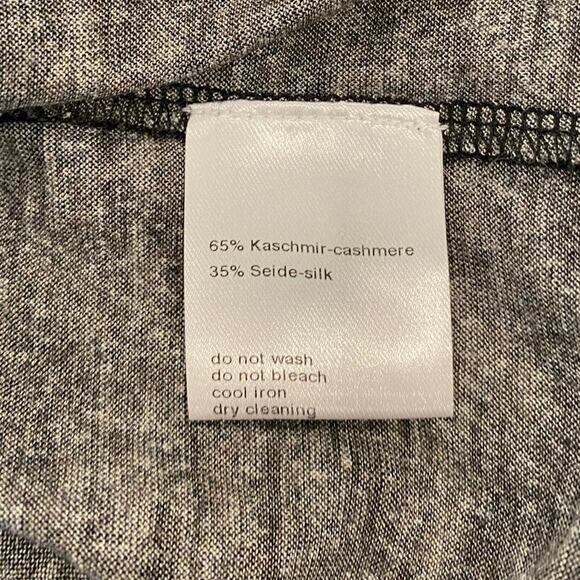 65% Kaschmir-cashmere
35% Seide-silk
do not wash
do not bleach
cool iron
dry cleaning